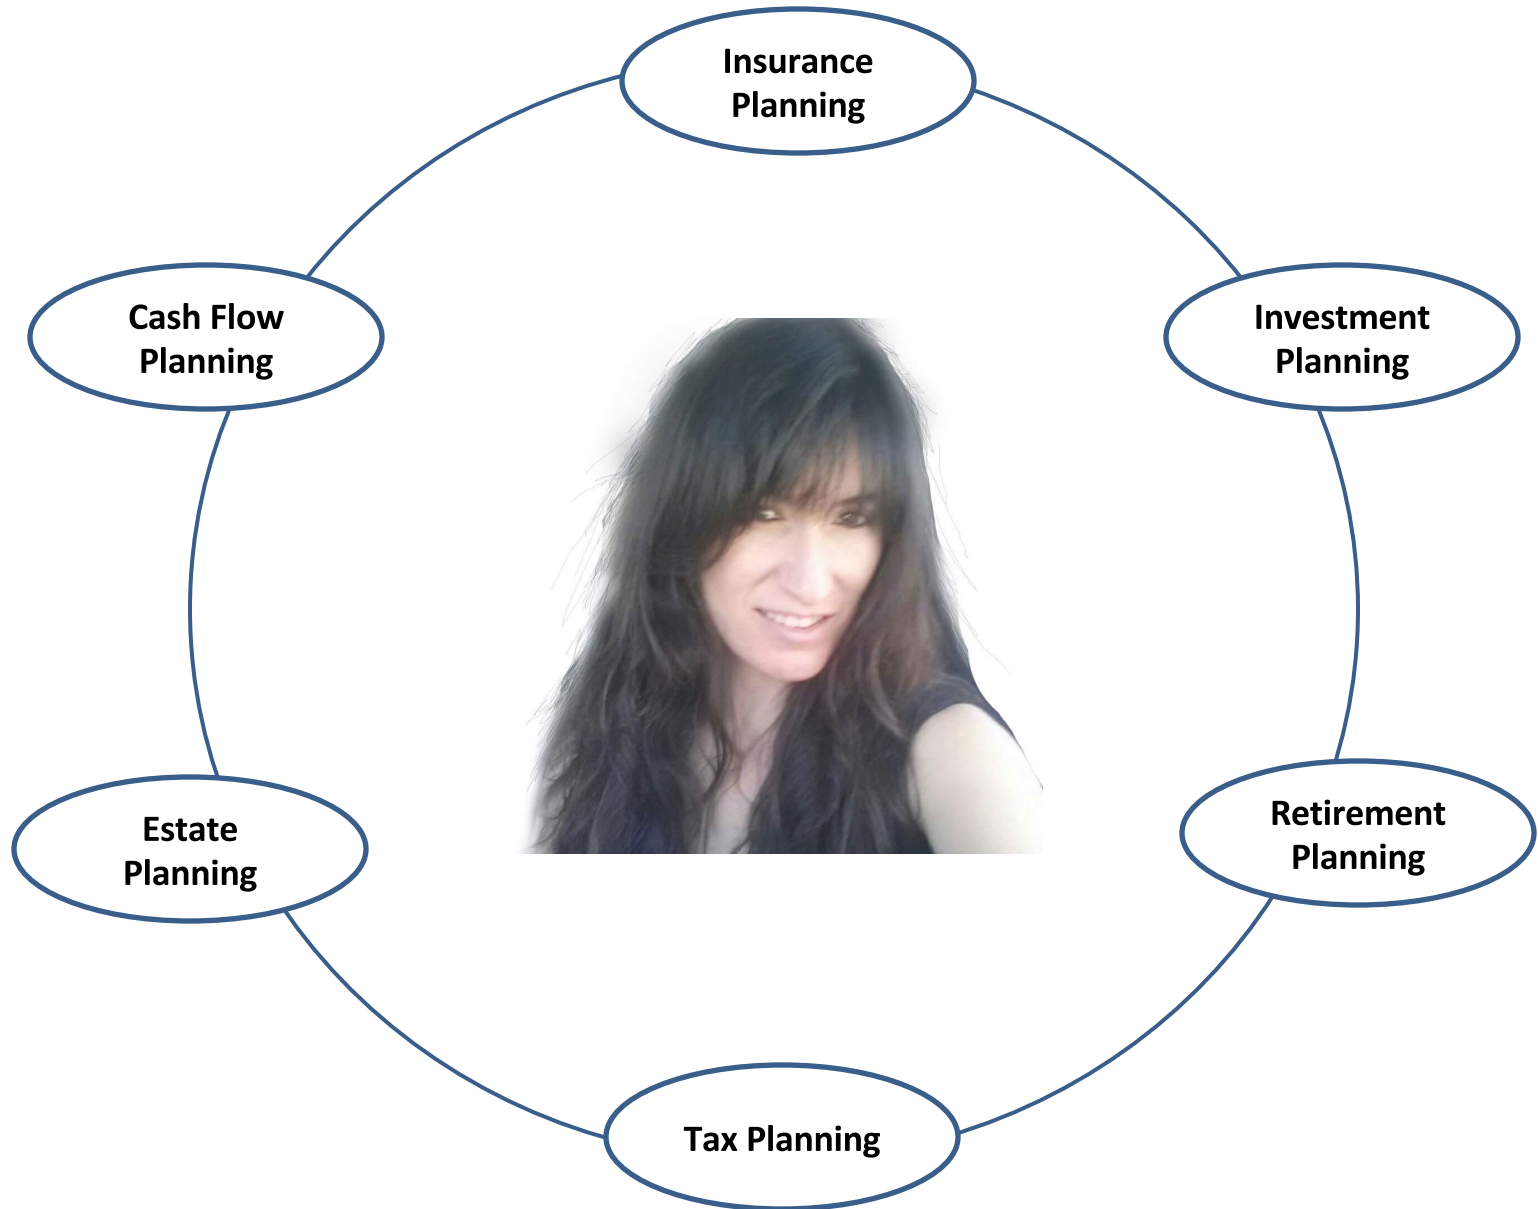 Insurance
Planning
Cash Flow
Planning
Investment
Planning
Estate
Planning
Retirement
Planning
Tax Planning